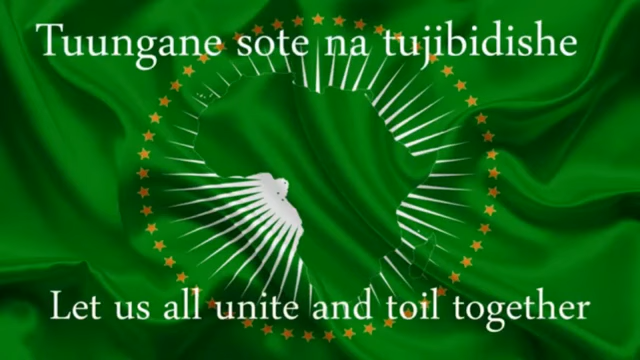 Tuungane sote na tujibidishe
Let us all unite and toil together